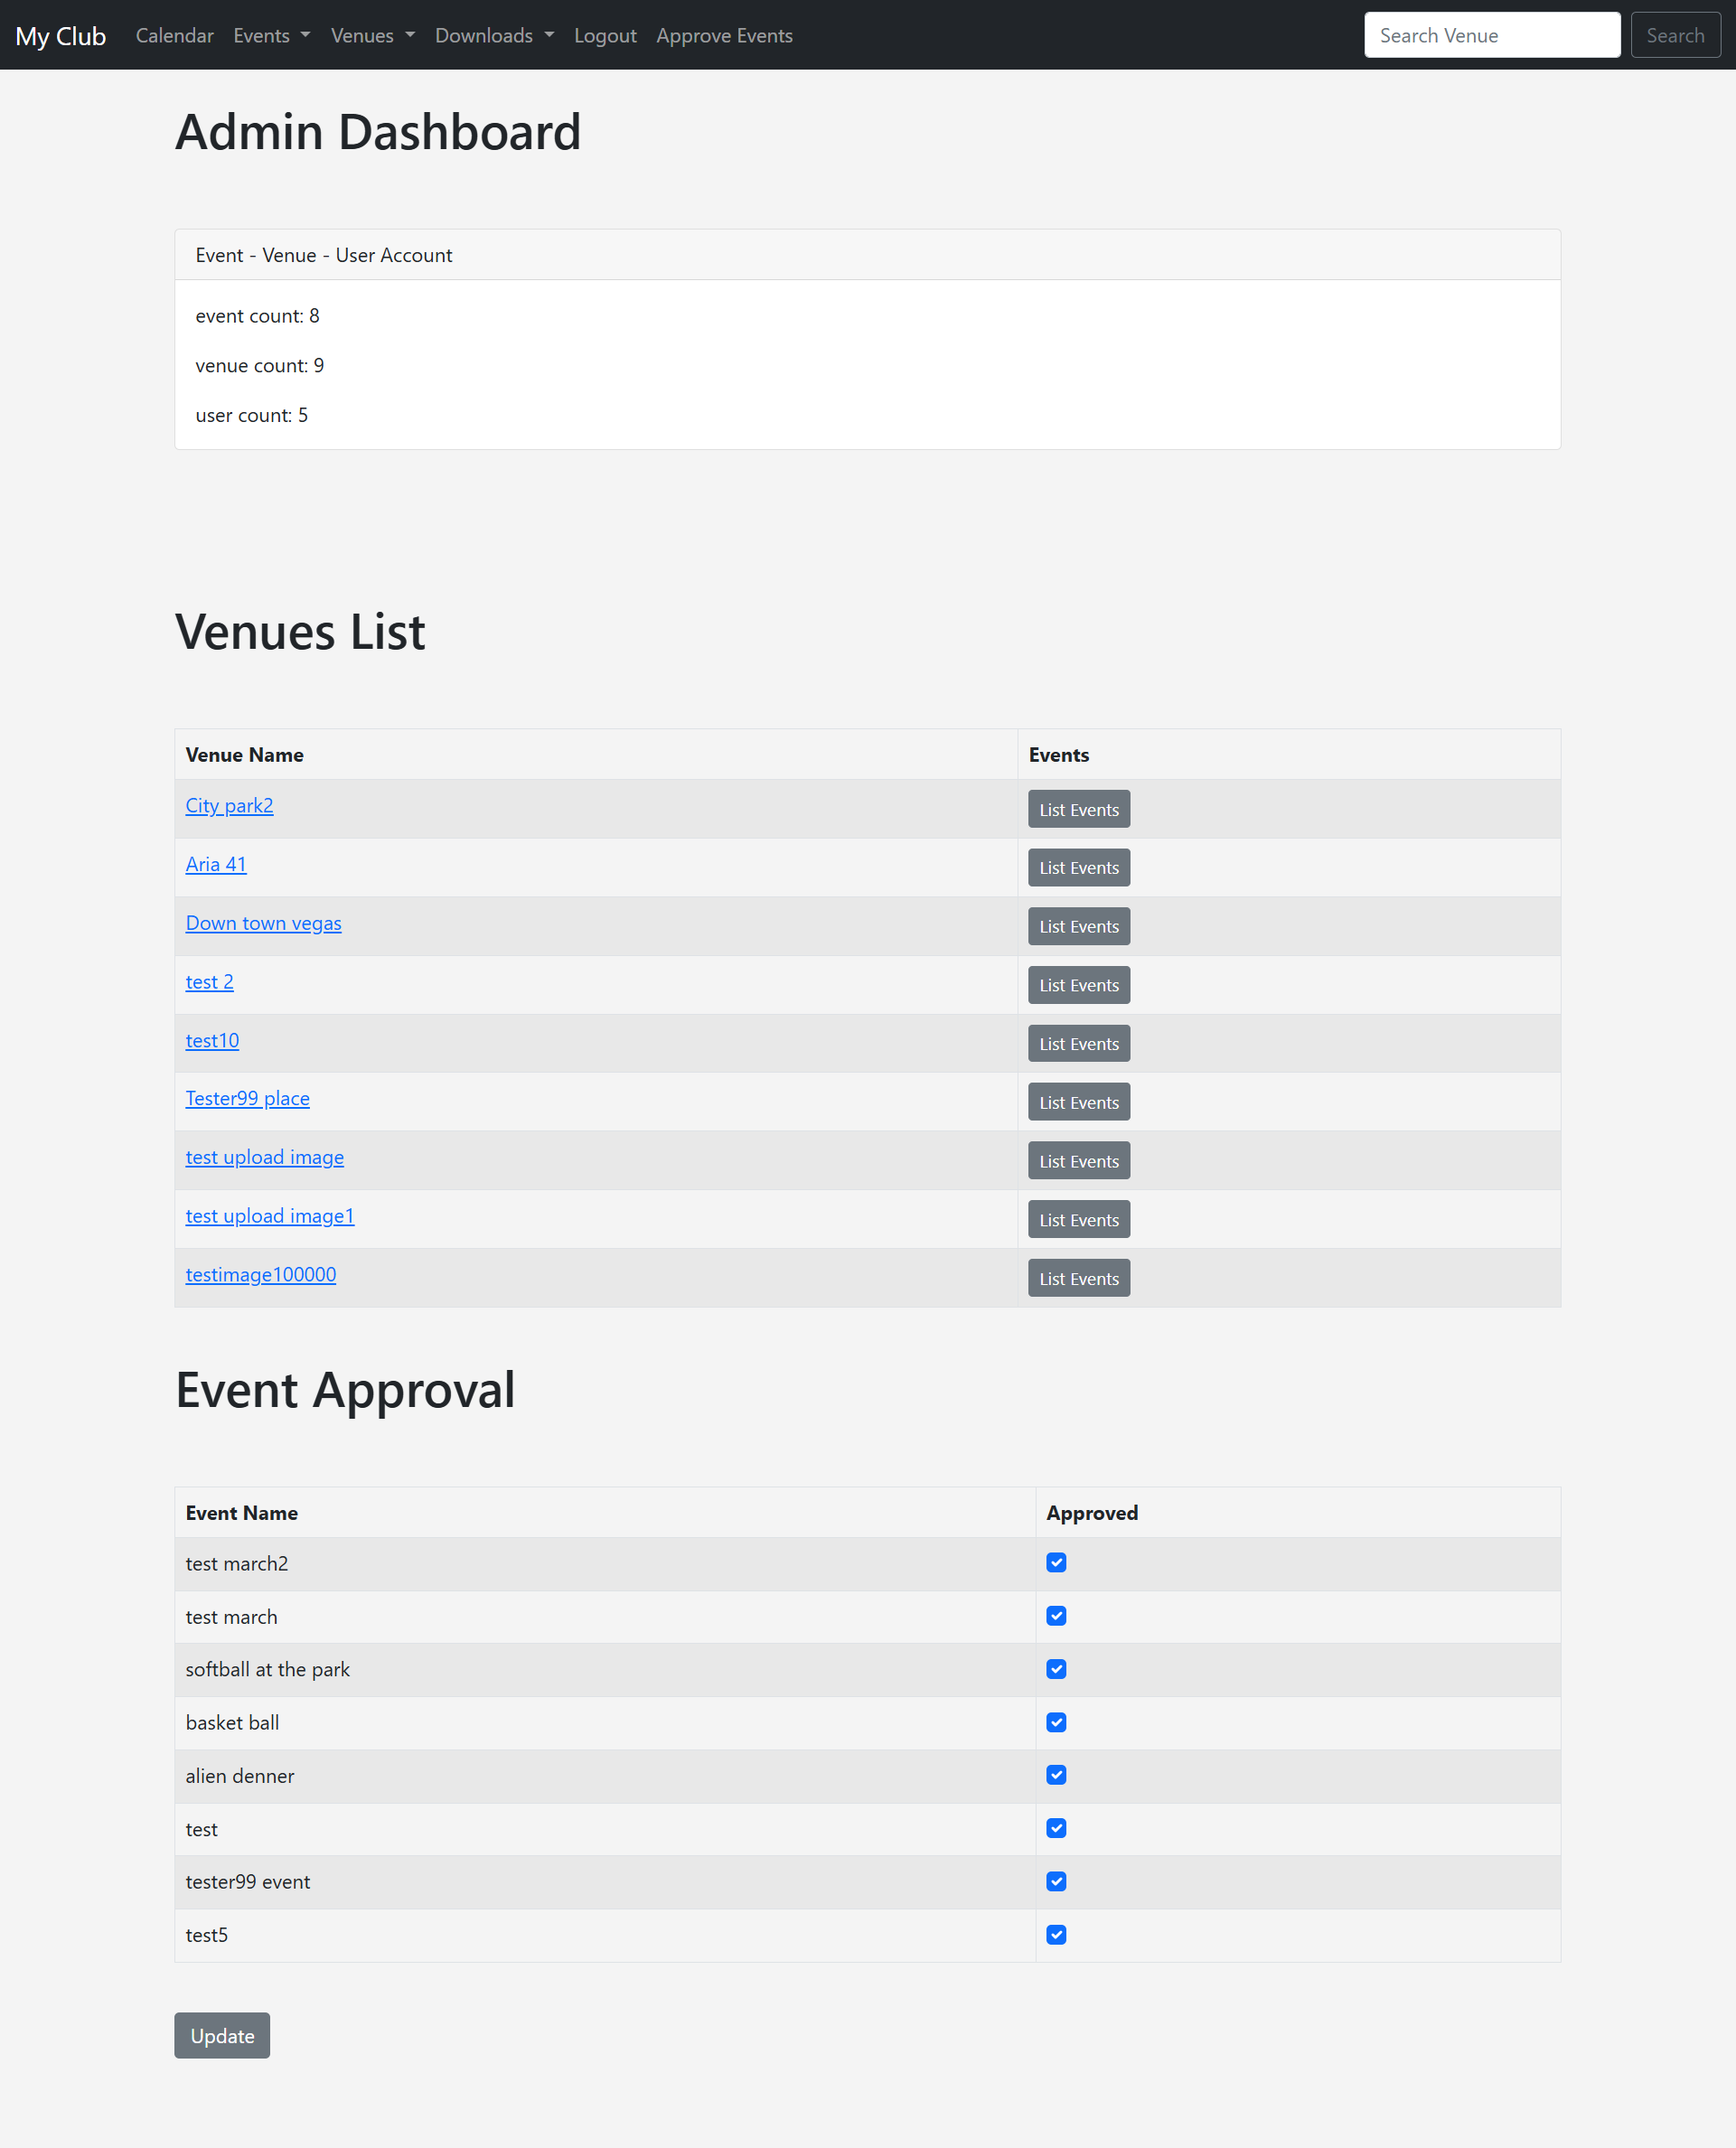 My Club Calendar Events Venues Downloads Logout Approve Events Search Venue Search
Admin Dashboard
Event - Venue - User Account
event count: 8
venue count: 9
user count: 5
Venues List
Venue Name Events
City park2 List Events
Aria 41 List Events
Down town vegas List Events
test 2 List Events
test10 List Events
Tester99 place List Events
test upload image List Events
test upload image1 List Events
testimage100000 List Events
Event Approval
Event Name Approved
test march2
test march
softball at the park
basket ball
alien denner
test
tester99 event
test5
Update